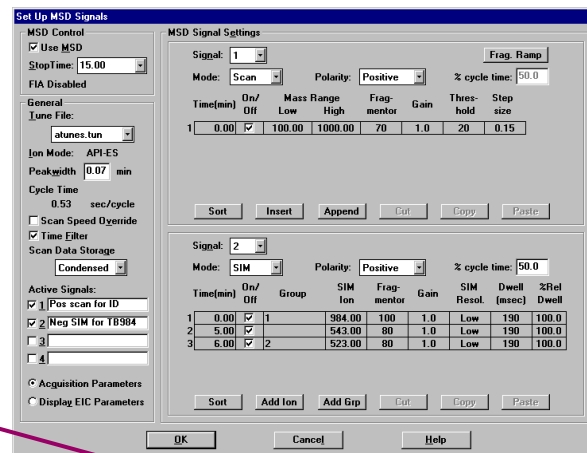 Set Up MSD Signals
MSD Control
Use MSD
StopTime: 15.00
FIA Disabled
General
Tune File:
atunes.tun
Ion Mode: API-ES
Peakwidth 0.07 min
Cycle Time
0.53 sec/cycle
Scan Speed Override
Time Filter
Scan Data Storage
Condensed
Active Signals:
1 Pos scan for ID
2 Neg SIM for TB984
3
4
Acquisition Parameters
Display EIC Parameters
MSD Signal Settings
Signal: 1
Frag. Ramp
Mode: Scan Polarity: Positive % cycle time: 50.0
Time(min) On/ Off Mass Range Low High Frag- mentor Gain Thres- hold Step size
1 0.00 100.00 1000.00 70 1.0 20 0.15
Sort Insert Append Cut Copy Paste
Signal: 2
Mode: SIM Polarity: Positive % cycle time: 50.0
Time(min) On/ Off Group SIM Ion Frag- mentor Gain SIM Resol. Dwell (msec) %Rel Dwell
1 0.00 1 984.00 100 1.0 Low 190 100.0
2 5.00 543.00 80 1.0 Low 190 100.0
3 6.00 2 523.00 80 1.0 Low 190 100.0
Sort Add Ion Add Grp Cut Copy Paste
OK Cancel Help